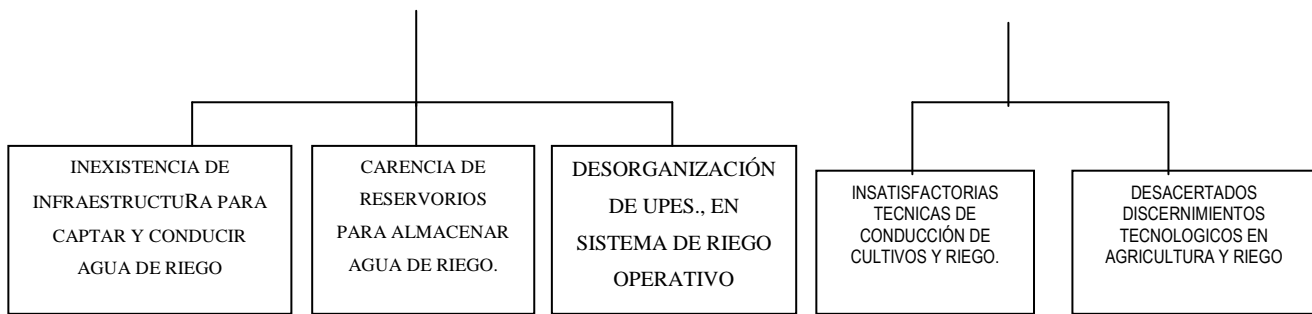 INEXISTENCIA DE
INFRAESTRUCTURA PARA
CAPTAR Y CONDUCIR
AGUA DE RIEGO
CARENCIA DE
RESERVORIOS
PARA ALMACENAR
AGUA DE RIEGO.
DESORGANIZACIÓN
DE UPES., EN
SISTEMA DE RIEGO
OPERATIVO
INSATISFACTORIAS
TECNICAS DE
CONDUCCIÓN DE
CULTIVOS Y RIEGO.
DESACERTADOS
DISCERNIMIENTOS
TECNOLOGICOS EN
AGRICULTURA Y RIEGO